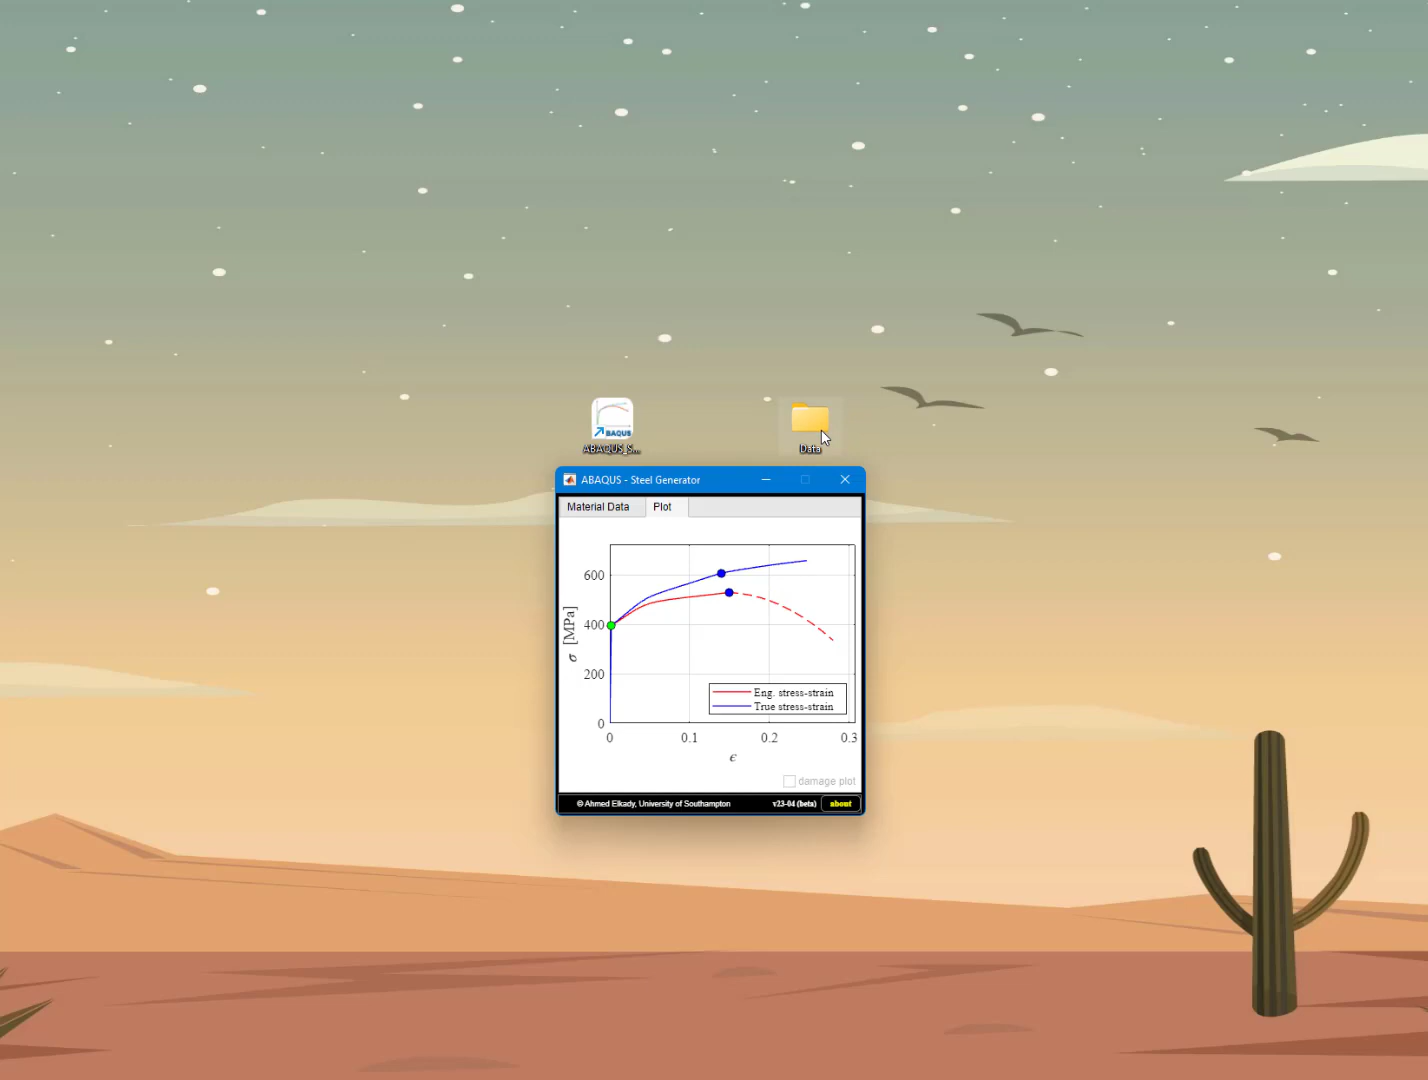 BAQUS
ABAQUS_S...
Data
ABAQUS - Steel Generator
Material Data
Plot
600
400
200
0
σ [MPa]
Eng. stress-strain
True stress-strain
0
0.1
0.2
0.3
ϵ
damage plot
© Ahmed Elkady, University of Southampton
v23-04 (beta)
about